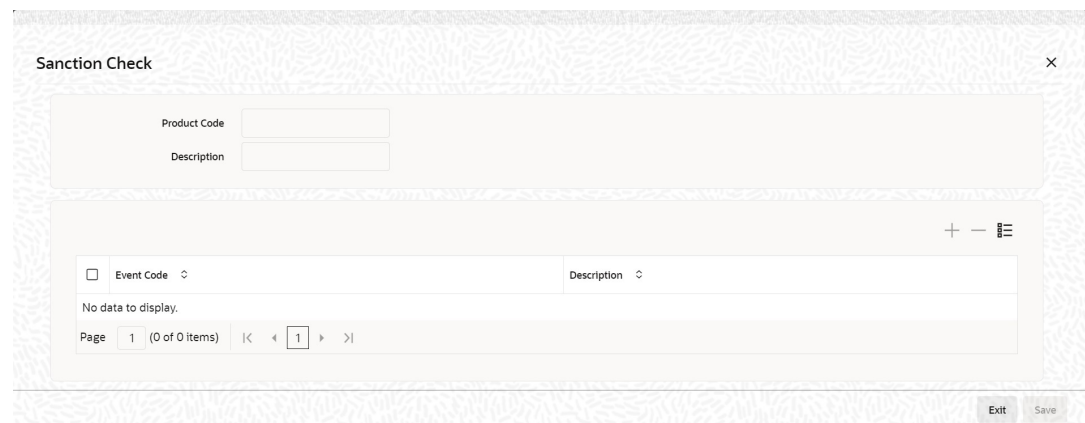 Sanction Check
Product Code
Description
Event Code Description
No data to display.
Page 1 (0 of 0 items) 1
Exit Save